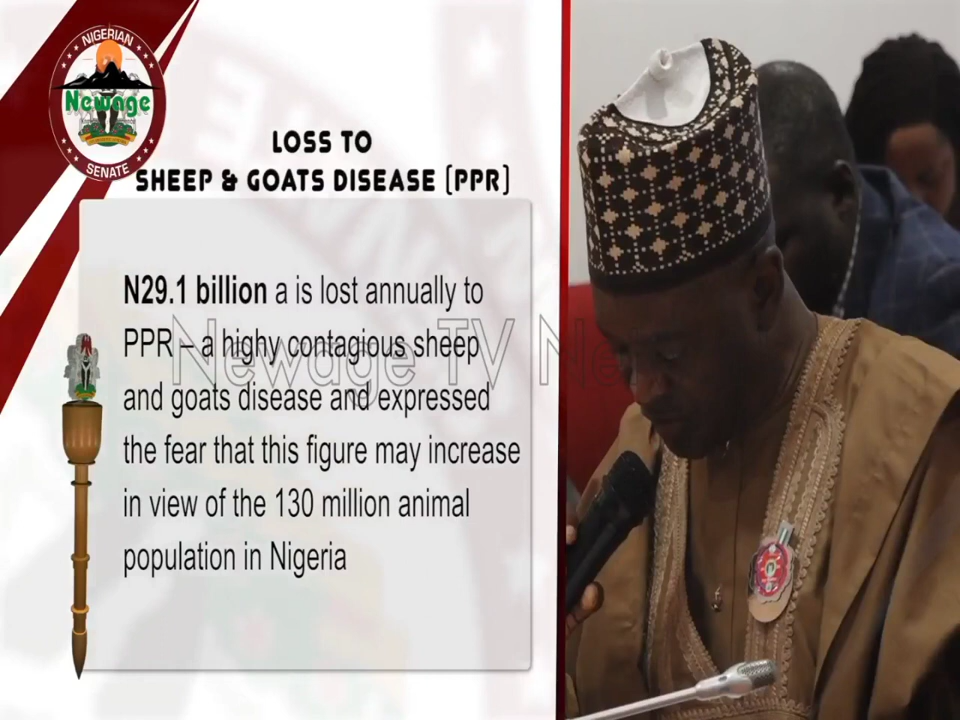 NIGERIAN
Newage
SENATE
LOSS TO
SHEEP & GOATS DISEASE (PPR)
N29.1 billion a is lost annually to
PPR – a highy contagious sheep
and goats disease and expressed
the fear that this figure may increase
in view of the 130 million animal
population in Nigeria
Newage TV Ne